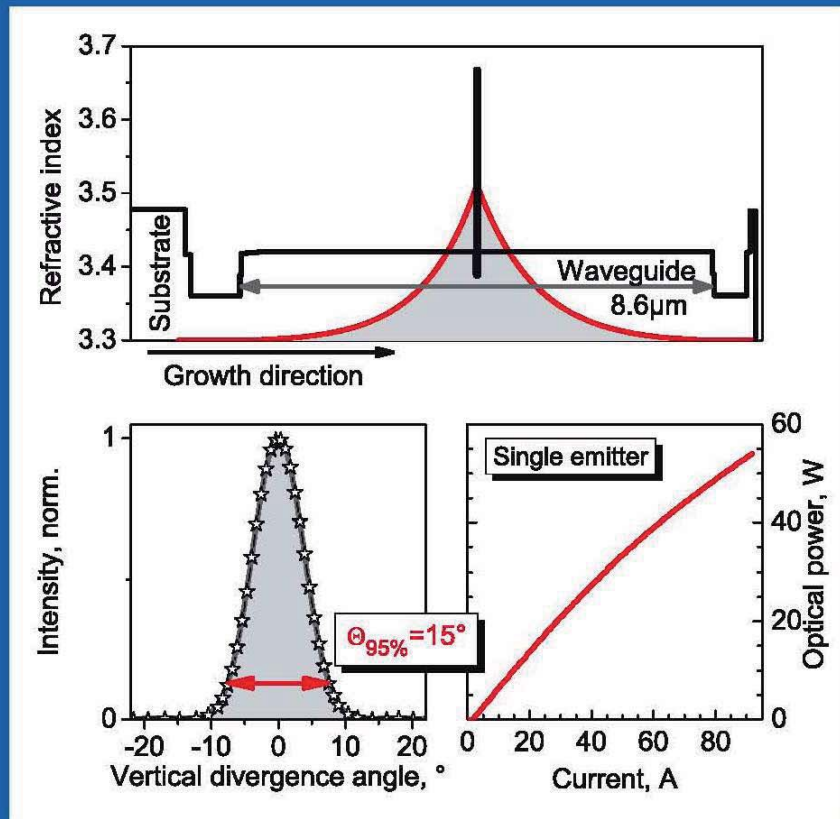 3.7
3.6
3.5
3.4
3.3
Refractive index
Substrate
Waveguide
8.6µm
Growth direction
1
0
Intensity, norm.
Θ95%=15°
-20 -10 0 10 20
Vertical divergence angle, °
Single emitter
60
40
20
0
Optical power, W
0 20 40 60 80
Current, A